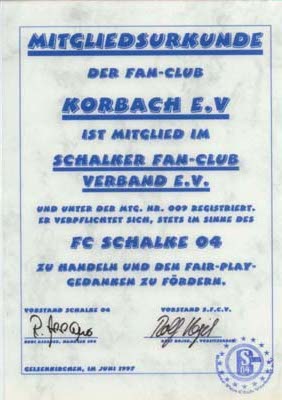 MITGLIEDSURKUNDE
DER FAN-CLUB
KORBACH E.V
IST MITGLIED IM
SCHALKER FAN-CLUB
VERBAND E.V.
UND UNTER DER MTG. NR. 009 REGISTRIERT.
ER VERPFLICHTET SICH, STETS IM SINNE DES
FC SCHALKE 04
ZU HANDELN UND DEN FAIR-PLAY-
GEDANKEN ZU FÖRDERN.
VORSTAND SCHALKE 04 VORSTAND S.F.C.V.
GELSENKIRCHEN, IM JUNI 1997
S 04